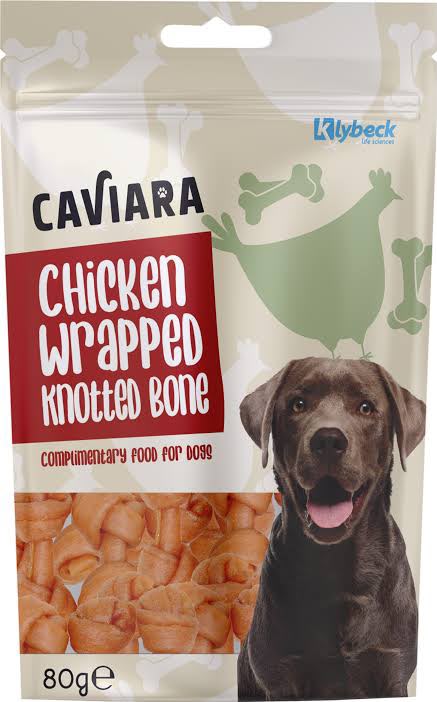 Klybeck
life sciences
CAVIARA
CHICKEN
WRAPPED
KNOTTED BONE
COMPLIMENTARY FOOD FOR DOGS
80g℮